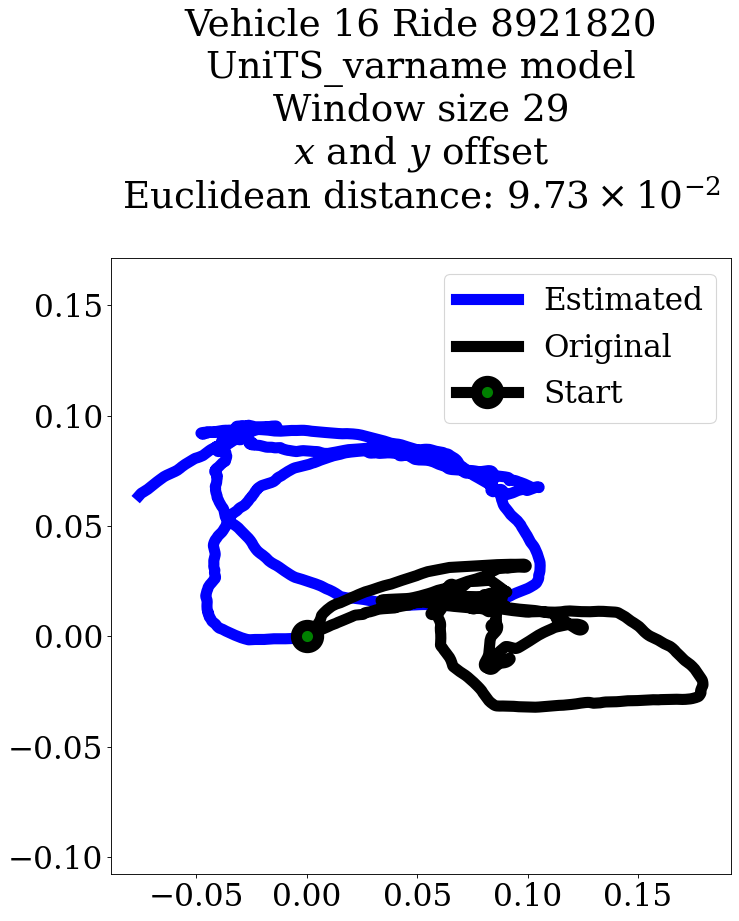 Vehicle 16 Ride 8921820
UniTS_varname model
Window size 29
x and y offset
Euclidean distance: 9.73 × 10⁻²
Estimated
Original
Start
0.15
0.10
0.05
0.00
−0.05
−0.10
−0.05 0.00 0.05 0.10 0.15